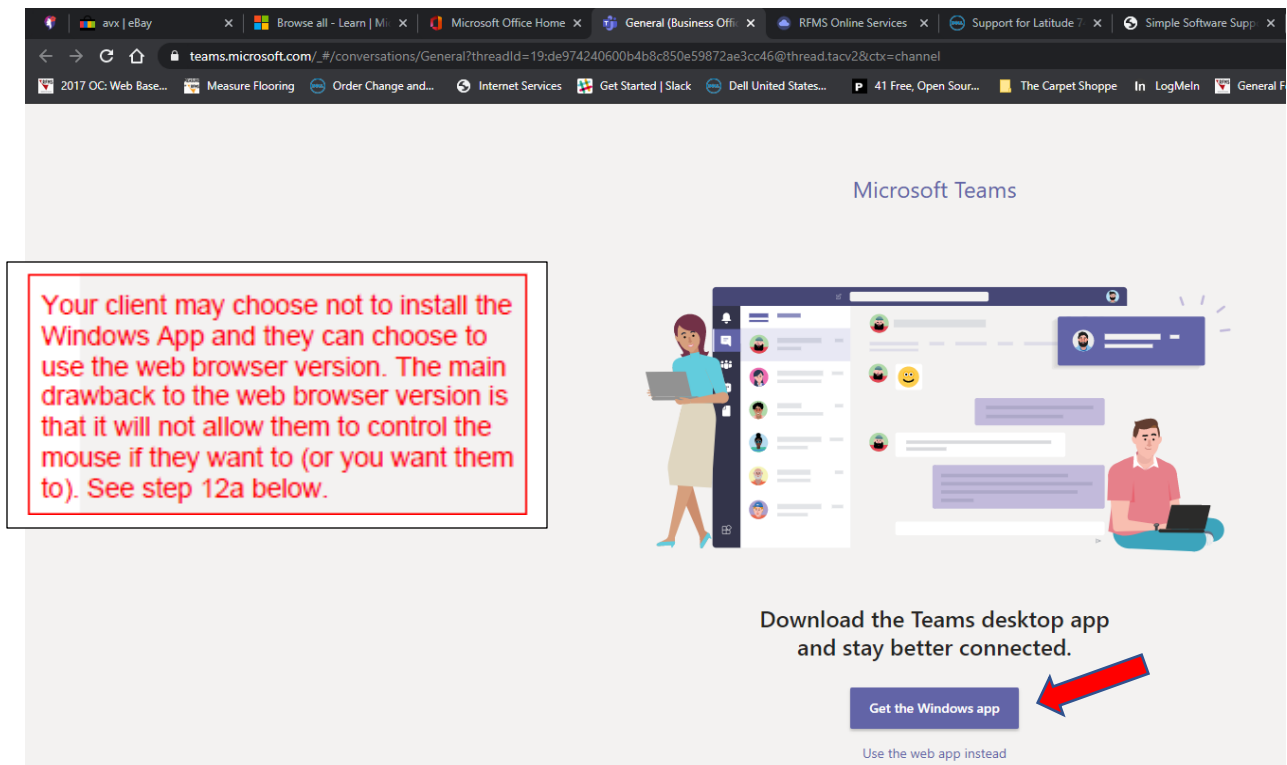 avx | eBay
Browse all - Learn | Mi
Microsoft Office Home
General (Business Offic
RFMS Online Services
Support for Latitude 7
Simple Software Supp
teams.microsoft.com/_#/conversations/General?threadId=19:de974240600b4b8c850e59872ae3cc46@thread.tacv2&ctx=channel
2017 OC: Web Base...
Measure Flooring
Order Change and...
Internet Services
Get Started | Slack
Dell United States...
41 Free, Open Sour...
The Carpet Shoppe
In LogMeIn
General F
Microsoft Teams
Your client may choose not to install the
Windows App and they can choose to
use the web browser version. The main
drawback to the web browser version is
that it will not allow them to control the
mouse if they want to (or you want them
to). See step 12a below.
Download the Teams desktop app
and stay better connected.
Get the Windows app
Use the web app instead